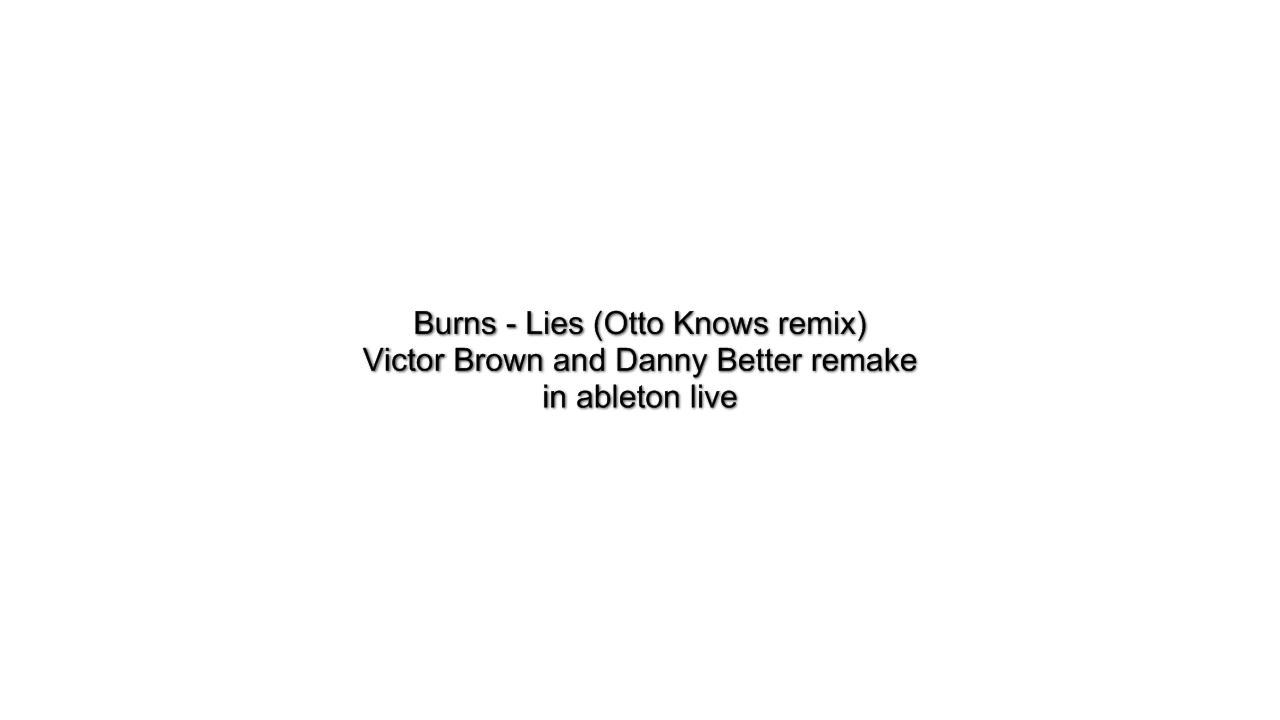 Burns - Lies (Otto Knows remix)
Victor Brown and Danny Better remake
in ableton live